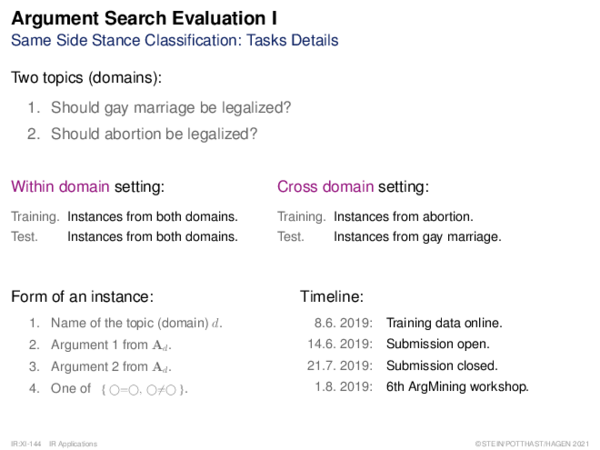 Argument Search Evaluation I
Same Side Stance Classification: Tasks Details
Two topics (domains):
1. Should gay marriage be legalized?
2. Should abortion be legalized?
Within domain setting:
Training. Instances from both domains.
Test. Instances from both domains.
Cross domain setting:
Training. Instances from abortion.
Test. Instances from gay marriage.
Form of an instance:
1. Name of the topic (domain) d.
2. Argument 1 from A_d.
3. Argument 2 from A_d.
4. One of { ○=○, ○≠○ }.
Timeline:
8.6. 2019: Training data online.
14.6. 2019: Submission open.
21.7. 2019: Submission closed.
1.8. 2019: 6th ArgMining workshop.
IR:XI-144 IR Applications
©STEIN/POTTHAST/HAGEN 2021